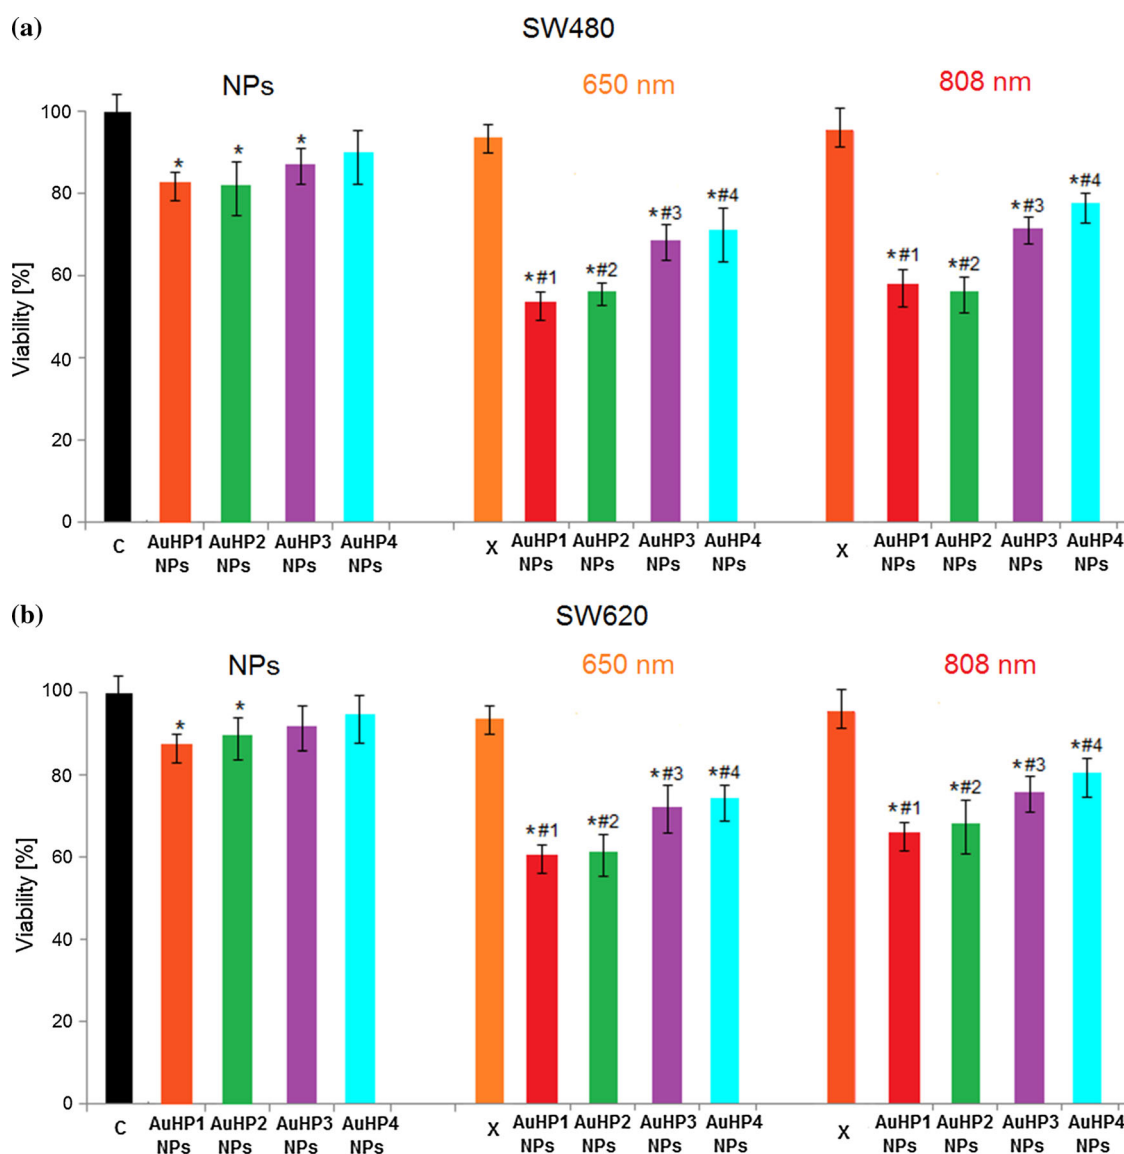 (a)
SW480
NPs 650 nm 808 nm
Viability [%]
100
80
60
40
20
0
* * *
*#1 *#2 *#3 *#4
*#1 *#2 *#3 *#4
C AuHP1 NPs AuHP2 NPs AuHP3 NPs AuHP4 NPs
X AuHP1 NPs AuHP2 NPs AuHP3 NPs AuHP4 NPs
X AuHP1 NPs AuHP2 NPs AuHP3 NPs AuHP4 NPs
(b)
SW620
NPs 650 nm 808 nm
Viability [%]
100
80
60
40
20
0
* *
*#1 *#2 *#3 *#4
*#1 *#2 *#3 *#4
C AuHP1 NPs AuHP2 NPs AuHP3 NPs AuHP4 NPs
X AuHP1 NPs AuHP2 NPs AuHP3 NPs AuHP4 NPs
X AuHP1 NPs AuHP2 NPs AuHP3 NPs AuHP4 NPs